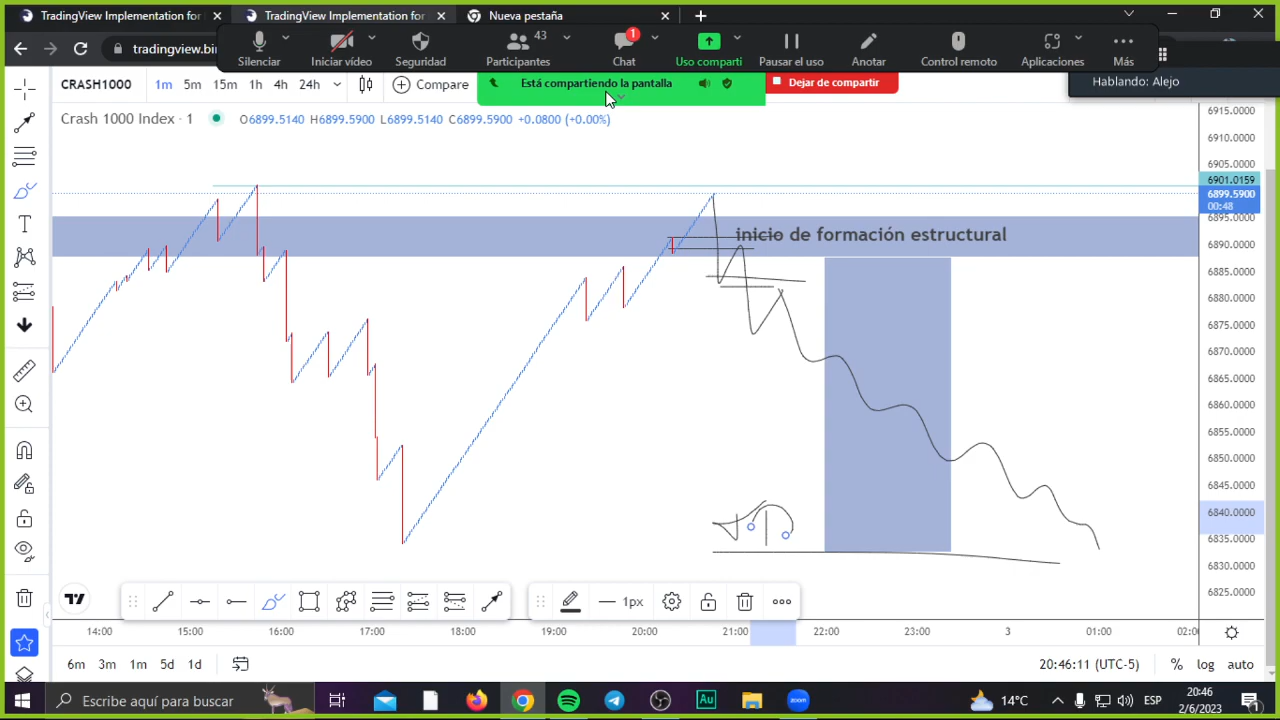 TradingView Implementation for
TradingView Implementation for
Nueva pestaña
tradingview.bin
Silenciar
Iniciar vídeo
Seguridad
43
Participantes
1
Chat
Uso comparti
Pausar el uso
Anotar
Control remoto
Aplicaciones
Más
Está compartiendo la pantalla
Dejar de compartir
Hablando: Alejo
CRASH1000
1m
5m
15m
1h
4h
24h
Compare
Crash 1000 Index · 1
O6899.5140 H6899.5900 L6899.5140 C6899.5900 +0.0800 (+0.00%)
inicio de formación estructural
6915.0000
6910.0000
6905.0000
6901.0159
6899.5900
00:48
6895.0000
6890.0000
6885.0000
6880.0000
6875.0000
6870.0000
6865.0000
6860.0000
6855.0000
6850.0000
6845.0000
6840.0000
6835.0000
6830.0000
6825.0000
1px
14:00
15:00
16:00
17:00
18:00
19:00
20:00
21:00
22:00
23:00
3
01:00
02:0
6m
3m
1m
5d
1d
20:46:11 (UTC-5)
%
log
auto
Escribe aquí para buscar
Au
zoom
14°C
ESP
20:46
2/6/2023
1